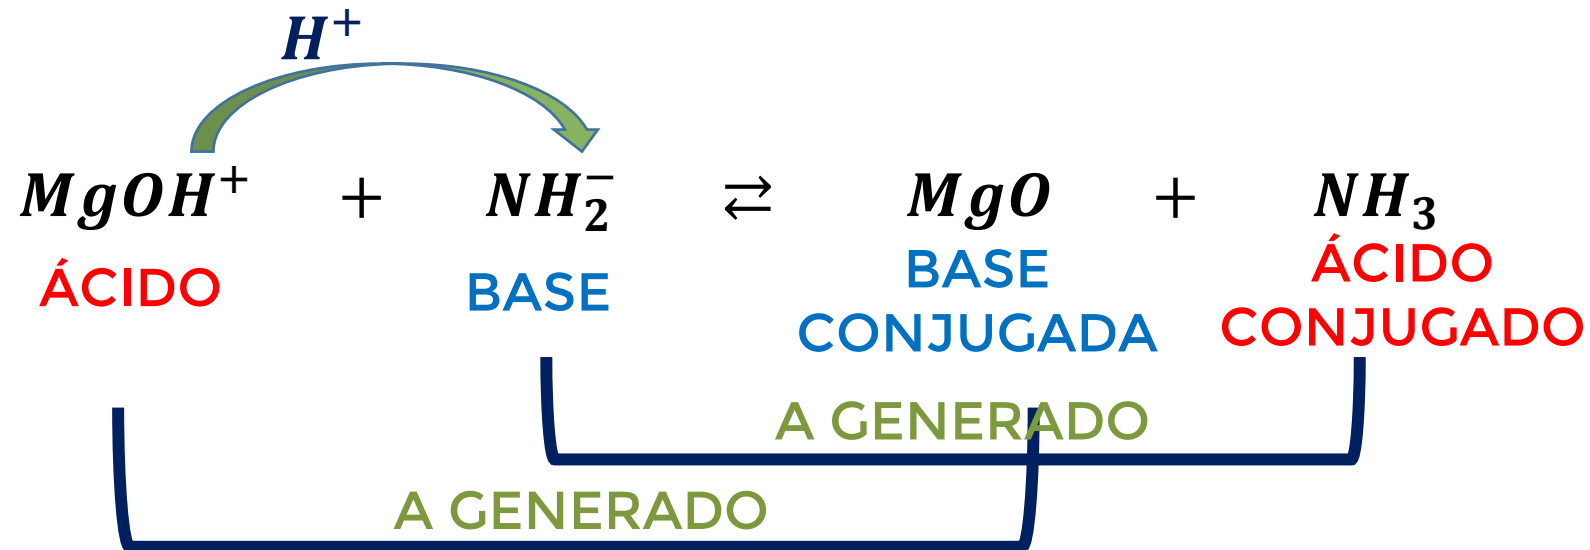 H⁺
MgOH⁺ + NH₂⁻ ⇄ MgO + NH₃
ÁCIDO BASE BASE CONJUGADA ÁCIDO CONJUGADO
A GENERADO
A GENERADO